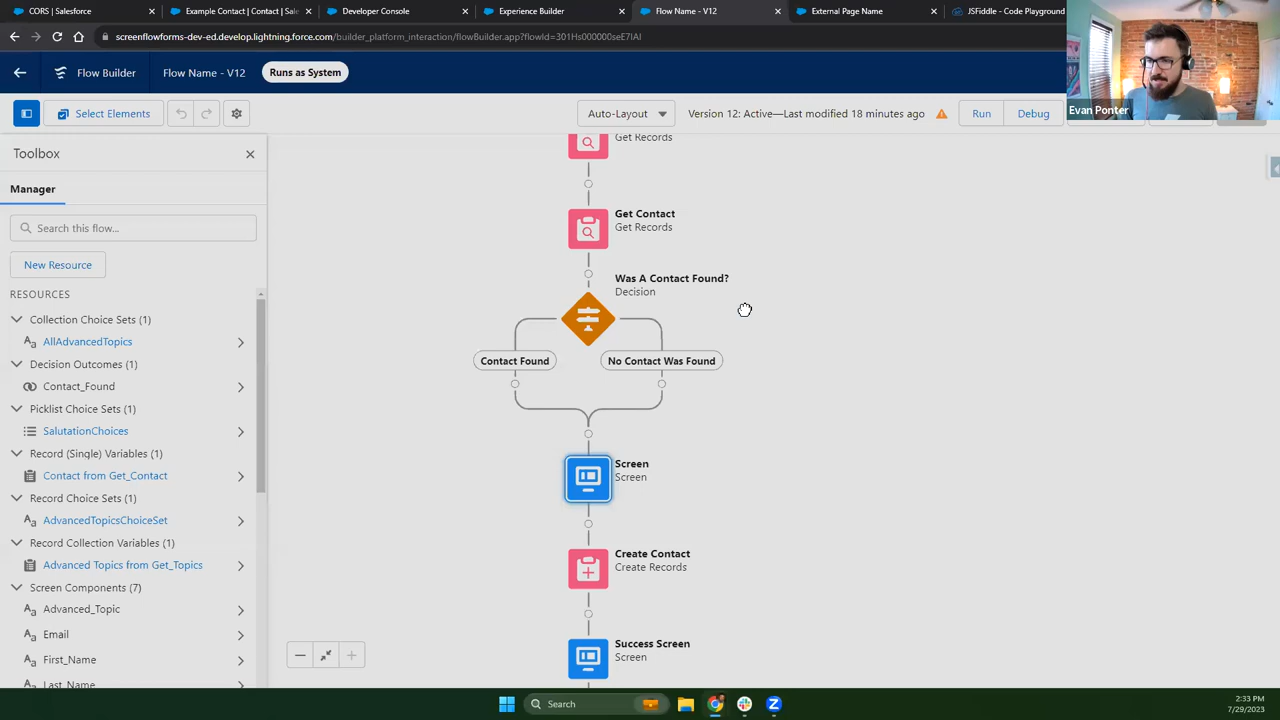 CORS | Salesforce
Example Contact | Contact | Sale
Developer Console
Experience Builder
Flow Name - V12
External Page Name
JSFiddle - Code Playground
screenflowforms-dev-ed.develop.lightning.force.com/builder_platform_interaction/flowBuilder.app?flowId=301Hs000000seE7IAI
Flow Builder
Flow Name - V12
Runs as System
Evan Ponter
Select Elements
Auto-Layout
Version 12: Active—Last modified 18 minutes ago
Run
Debug
Toolbox
Manager
Search this flow...
New Resource
RESOURCES
Collection Choice Sets (1)
AllAdvancedTopics
Decision Outcomes (1)
Contact_Found
Picklist Choice Sets (1)
SalutationChoices
Record (Single) Variables (1)
Contact from Get_Contact
Record Choice Sets (1)
AdvancedTopicsChoiceSet
Record Collection Variables (1)
Advanced Topics from Get_Topics
Screen Components (7)
Advanced_Topic
Email
First_Name
Last_Name
Get Records
Get Contact
Get Records
Was A Contact Found?
Decision
Contact Found
No Contact Was Found
Screen
Screen
Create Contact
Create Records
Success Screen
Screen
Search
2:33 PM
7/29/2023